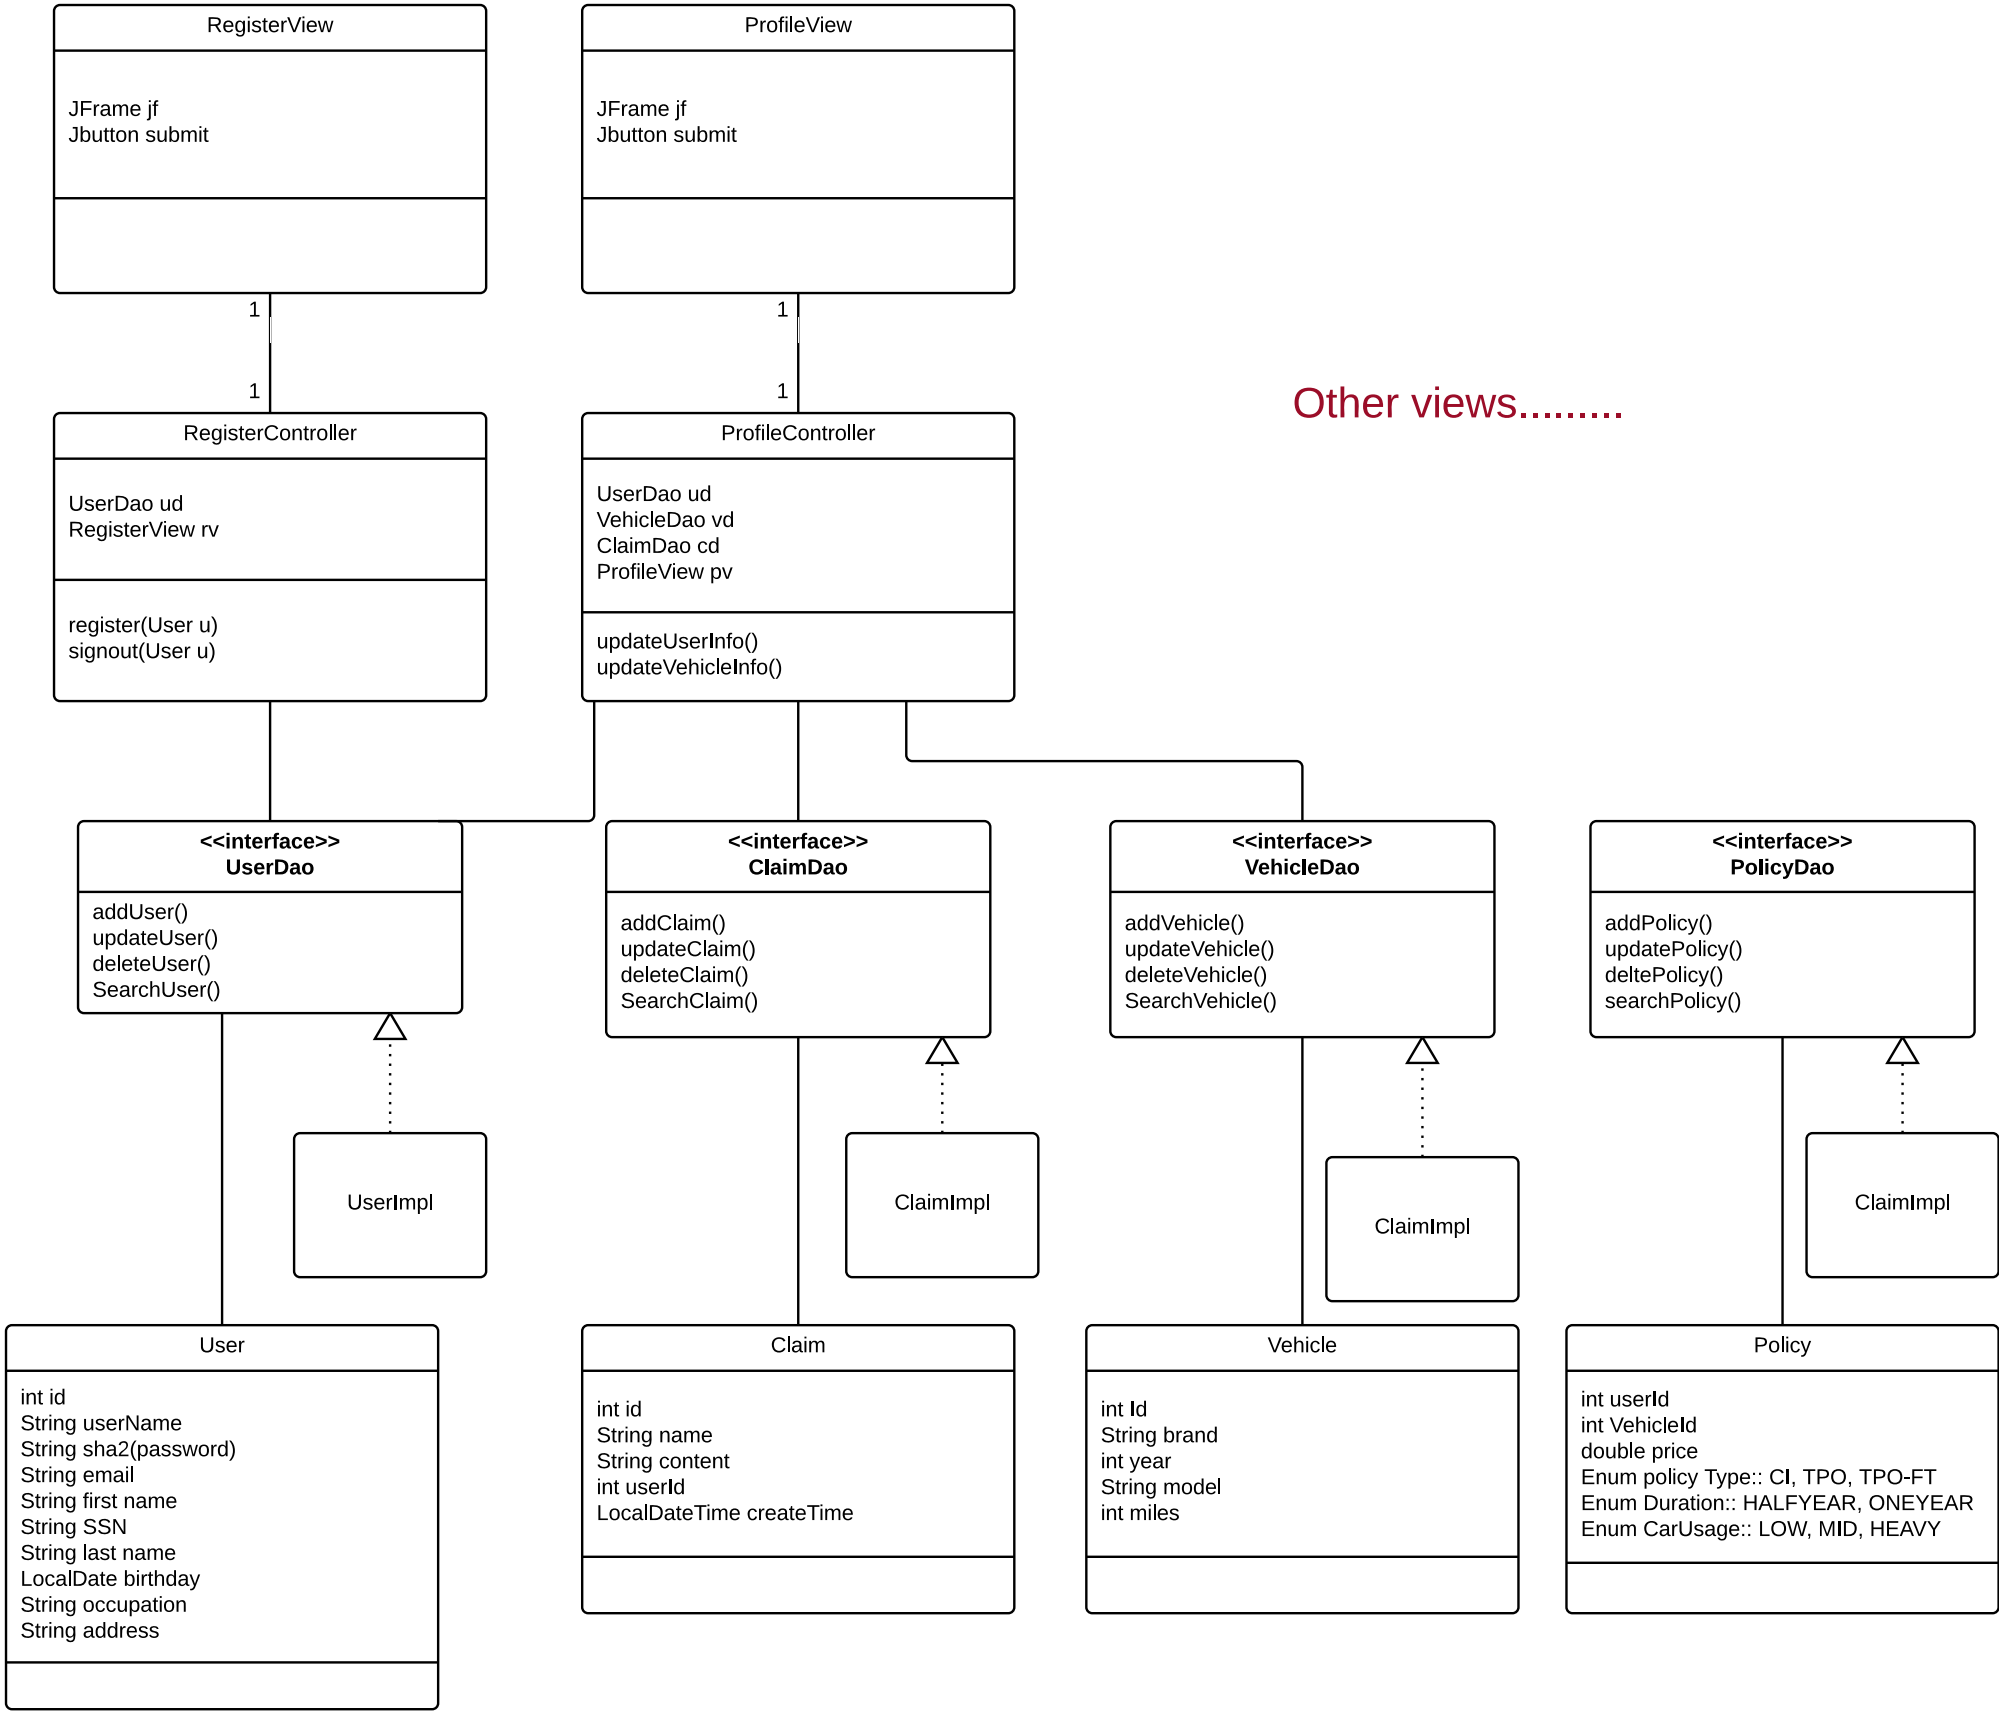 RegisterView
JFrame jf
Jbutton submit
ProfileView
JFrame jf
Jbutton submit
1
1
1
1
Other views.........
RegisterController
UserDao ud
RegisterView rv
register(User u)
signout(User u)
ProfileController
UserDao ud
VehicleDao vd
ClaimDao cd
ProfileView pv
updateUserInfo()
updateVehicleInfo()
<<interface>>
UserDao
addUser()
updateUser()
deleteUser()
SearchUser()
<<interface>>
ClaimDao
addClaim()
updateClaim()
deleteClaim()
SearchClaim()
<<interface>>
VehicleDao
addVehicle()
updateVehicle()
deleteVehicle()
SearchVehicle()
<<interface>>
PolicyDao
addPolicy()
updatePolicy()
deltePolicy()
searchPolicy()
UserImpl
ClaimImpl
ClaimImpl
ClaimImpl
User
int id
String userName
String sha2(password)
String email
String first name
String SSN
String last name
LocalDate birthday
String occupation
String address
Claim
int id
String name
String content
int userId
LocalDateTime createTime
Vehicle
int Id
String brand
int year
String model
int miles
Policy
int userId
int VehicleId
double price
Enum policy Type:: CI, TPO, TPO-FT
Enum Duration:: HALFYEAR, ONEYEAR
Enum CarUsage:: LOW, MID, HEAVY